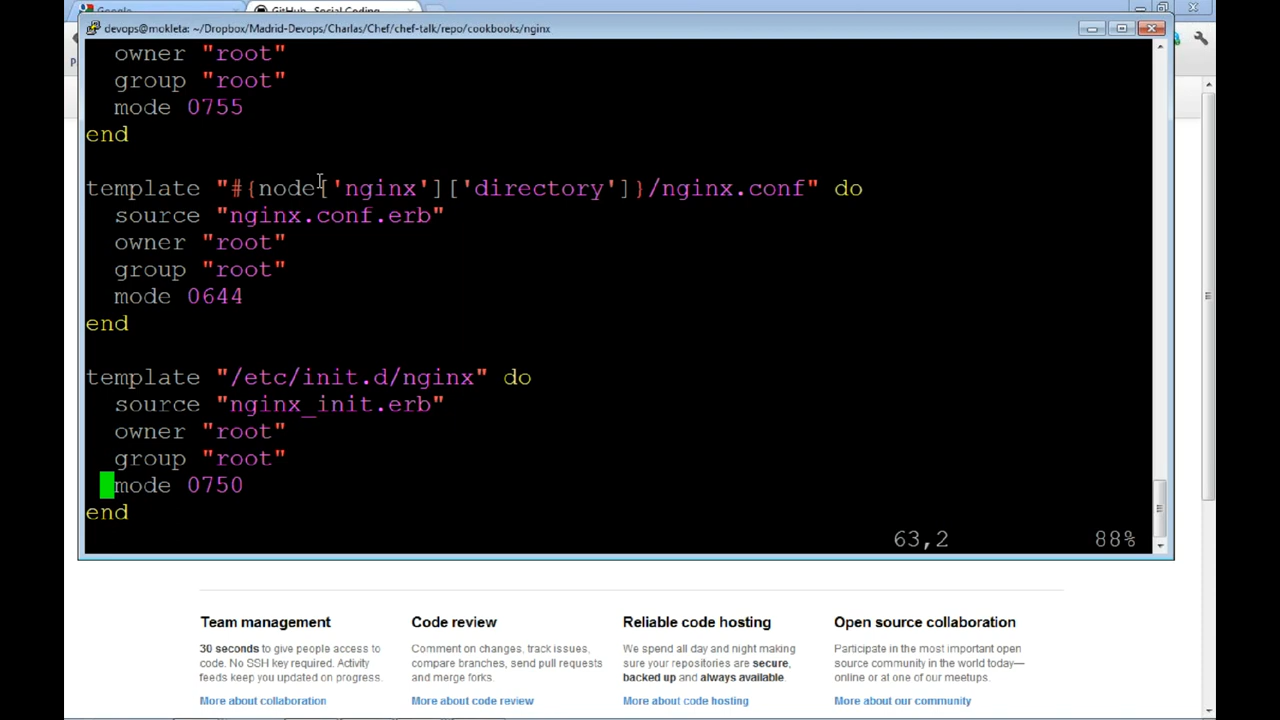 Google
GitHub · Social Coding
devops@mokleta: ~/Dropbox/Madrid-Devops/Charlas/Chef/chef-talk/repo/cookbooks/nginx
owner "root"
group "root"
mode 0755
end
template "#{node['nginx']['directory']}/nginx.conf" do
source "nginx.conf.erb"
owner "root"
group "root"
mode 0644
end
template "/etc/init.d/nginx" do
source "nginx_init.erb"
owner "root"
group "root"
mode 0750
end
63,2 88%
Team management
30 seconds to give people access to
code. No SSH key required. Activity
feeds keep you updated on progress.
More about collaboration
Code review
Comment on changes, track issues,
compare branches, send pull requests
and merge forks.
More about code review
Reliable code hosting
We spend all day and night making
sure your repositories are secure,
backed up and always available.
More about code hosting
Open source collaboration
Participate in the most important open
source community in the world today—
online or at one of our meetups.
More about our community